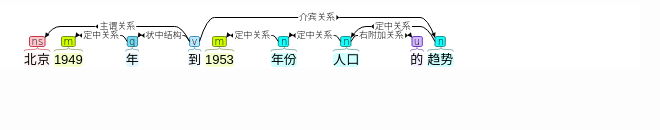 介宾关系
主谓关系 定中关系
定中关系 状中结构 定中关系 定中关系 右附加关系
ns m q v m n n u n
北京 1949 年 到 1953 年份 人口 的 趋势